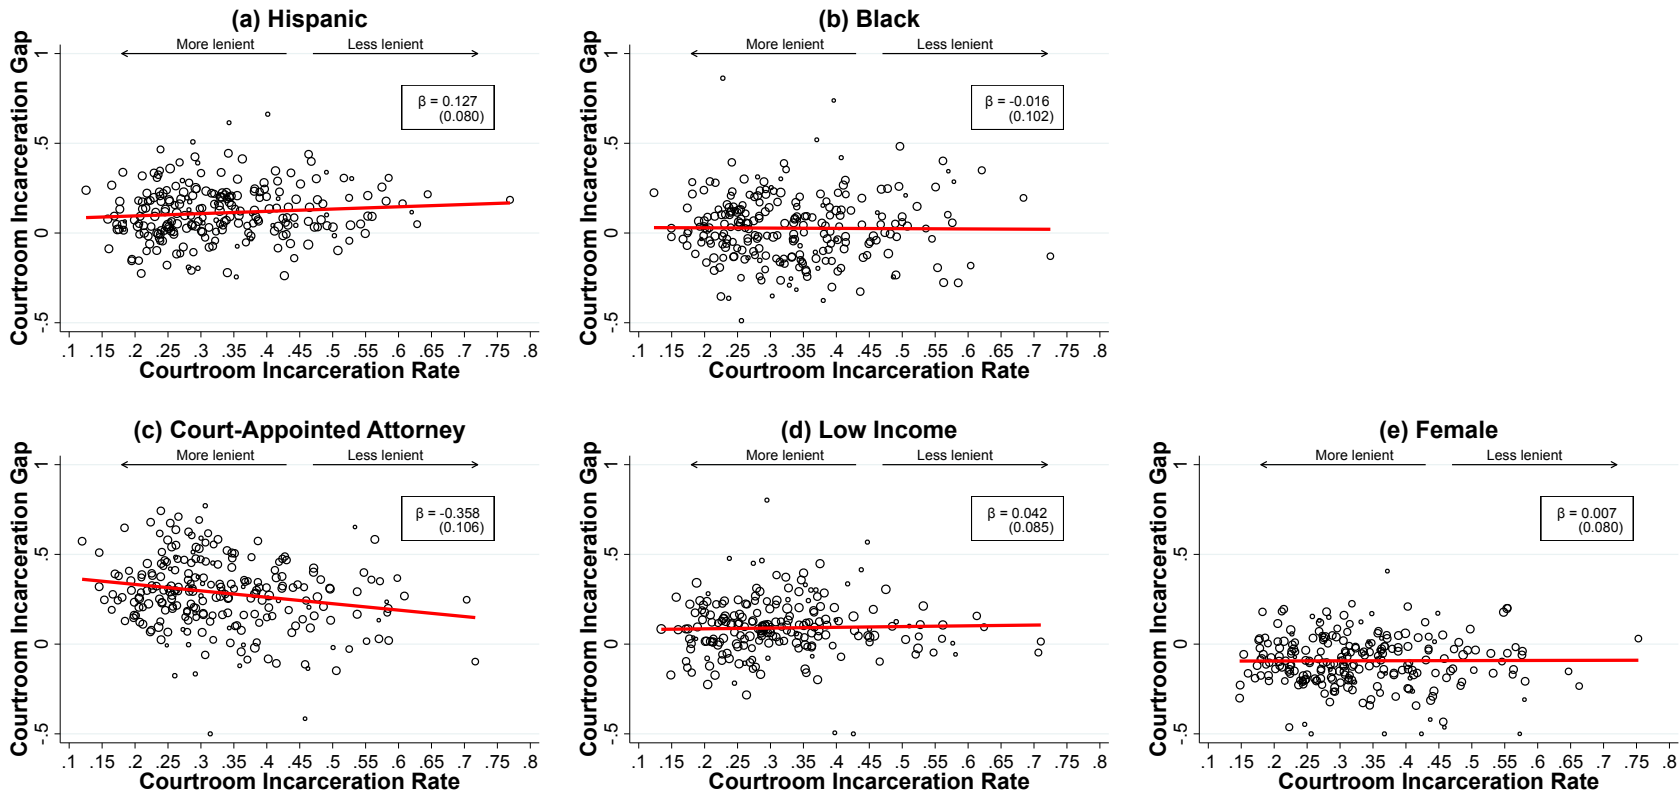 (a) Hispanic
More lenient Less lenient
Courtroom Incarceration Gap
1
.5
0
-.5
β = 0.127
(0.080)
.1 .15 .2 .25 .3 .35 .4 .45 .5 .55 .6 .65 .7 .75 .8
Courtroom Incarceration Rate
(b) Black
More lenient Less lenient
Courtroom Incarceration Gap
1
.5
0
-.5
β = -0.016
(0.102)
.1 .15 .2 .25 .3 .35 .4 .45 .5 .55 .6 .65 .7 .75 .8
Courtroom Incarceration Rate
(c) Court-Appointed Attorney
More lenient Less lenient
Courtroom Incarceration Gap
1
.5
0
-.5
β = -0.358
(0.106)
.1 .15 .2 .25 .3 .35 .4 .45 .5 .55 .6 .65 .7 .75 .8
Courtroom Incarceration Rate
(d) Low Income
More lenient Less lenient
Courtroom Incarceration Gap
1
.5
0
-.5
β = 0.042
(0.085)
.1 .15 .2 .25 .3 .35 .4 .45 .5 .55 .6 .65 .7 .75 .8
Courtroom Incarceration Rate
(e) Female
More lenient Less lenient
Courtroom Incarceration Gap
1
.5
0
-.5
β = 0.007
(0.080)
.1 .15 .2 .25 .3 .35 .4 .45 .5 .55 .6 .65 .7 .75 .8
Courtroom Incarceration Rate